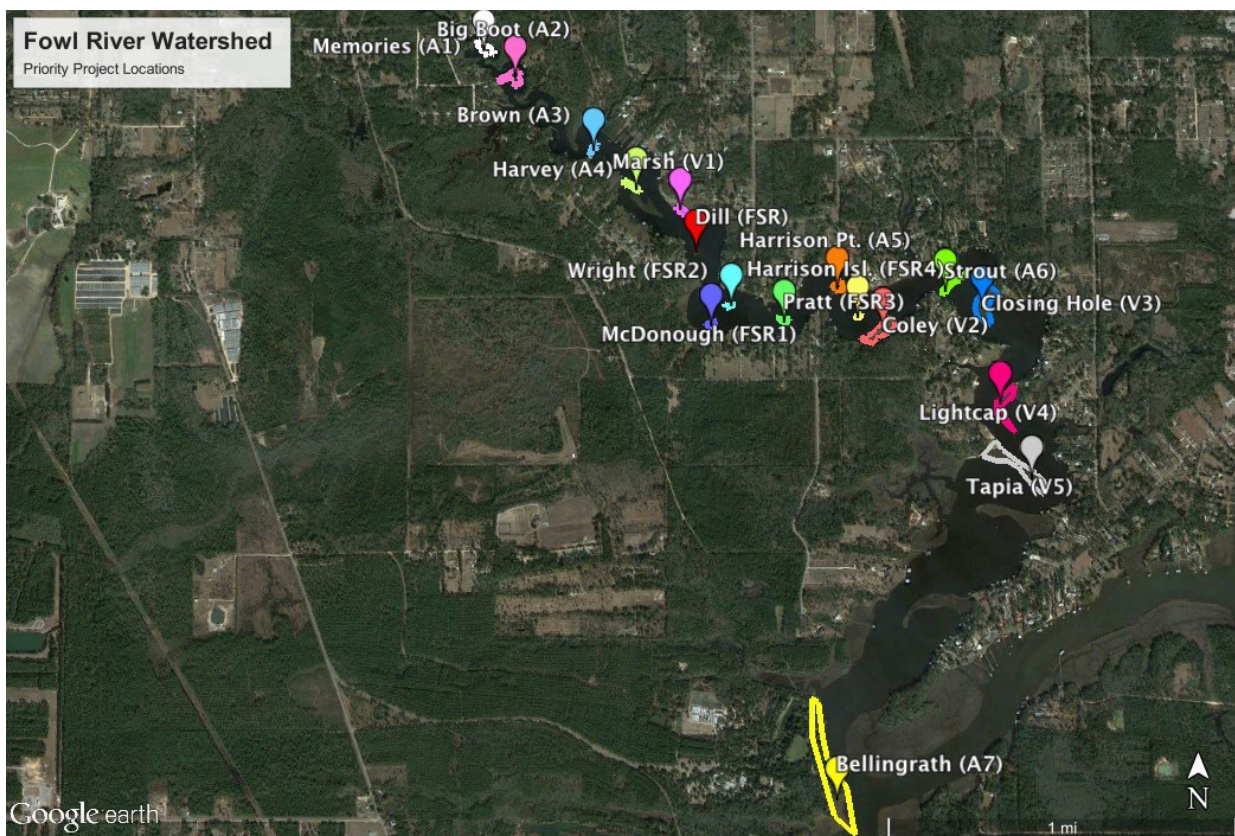 Fowl River Watershed
Priority Project Locations
Big Boot (A2)
Memories (A1)
Brown (A3)
Harvey (A4)
Marsh (V1)
Dill (FSR)
Harrison Pt. (A5)
Wright (FSR2)
Harrison Isl. (FSR4)
Strout (A6)
Pratt (FSR3)
Closing Hole (V3)
McDonough (FSR1)
Coley (V2)
Lightcap (V4)
Tapia (V5)
Bellingrath (A7)
N
Google earth
1 mi